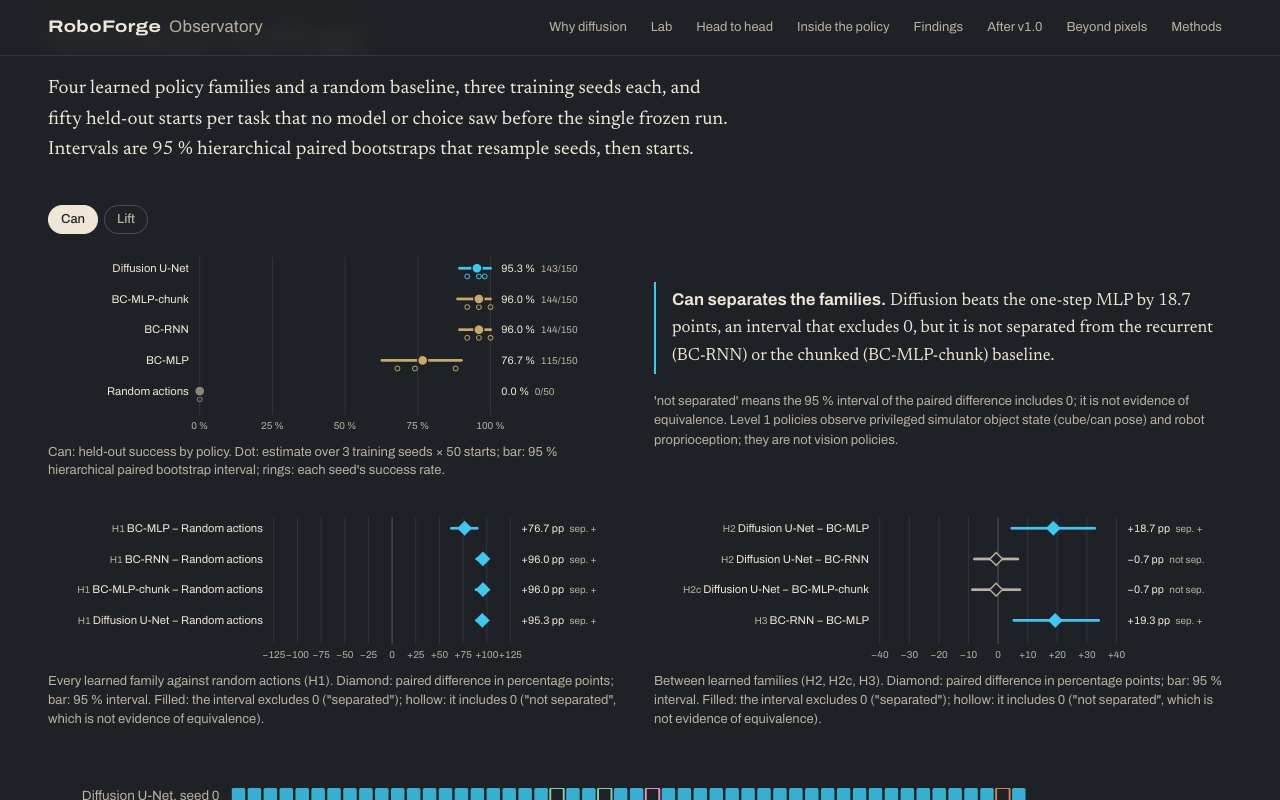 RoboForge Observatory
Why diffusion Lab Head to head Inside the policy Findings After v1.0 Beyond pixels Methods
Four learned policy families and a random baseline, three training seeds each, and
fifty held-out starts per task that no model or choice saw before the single frozen run.
Intervals are 95 % hierarchical paired bootstraps that resample seeds, then starts.
Can Lift
Diffusion U-Net 95.3 % 143/150
BC-MLP-chunk 96.0 % 144/150
BC-RNN 96.0 % 144/150
BC-MLP 76.7 % 115/150
Random actions 0.0 % 0/50
0 % 25 % 50 % 75 % 100 %
Can: held-out success by policy. Dot: estimate over 3 training seeds × 50 starts; bar: 95 %
hierarchical paired bootstrap interval; rings: each seed's success rate.
Can separates the families. Diffusion beats the one-step MLP by 18.7
points, an interval that excludes 0, but it is not separated from the recurrent
(BC-RNN) or the chunked (BC-MLP-chunk) baseline.
'not separated' means the 95 % interval of the paired difference includes 0; it is not evidence of
equivalence. Level 1 policies observe privileged simulator object state (cube/can pose) and robot
proprioception; they are not vision policies.
H1 BC-MLP – Random actions +76.7 pp sep. +
H1 BC-RNN – Random actions +96.0 pp sep. +
H1 BC-MLP-chunk – Random actions +96.0 pp sep. +
H1 Diffusion U-Net – Random actions +95.3 pp sep. +
−125 −100 −75 −50 −25 0 +25 +50 +75 +100 +125
Every learned family against random actions (H1). Diamond: paired difference in percentage points;
bar: 95 % interval. Filled: the interval excludes 0 ("separated"); hollow: it includes 0 ("not separated",
which is not evidence of equivalence).
H2 Diffusion U-Net – BC-MLP +18.7 pp sep. +
H2 Diffusion U-Net – BC-RNN −0.7 pp not sep.
H2c Diffusion U-Net – BC-MLP-chunk −0.7 pp not sep.
H3 BC-RNN – BC-MLP +19.3 pp sep. +
−40 −30 −20 −10 0 +10 +20 +30 +40
Between learned families (H2, H2c, H3). Diamond: paired difference in percentage points; bar: 95 %
interval. Filled: the interval excludes 0 ("separated"); hollow: it includes 0 ("not separated", which is
not evidence of equivalence).
Diffusion U-Net, seed 0